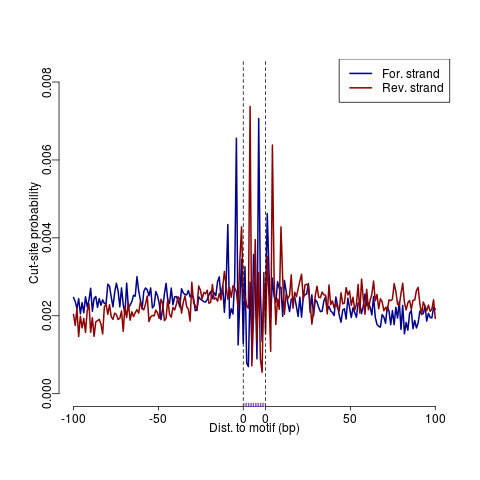 For. strand
Rev. strand
Cut-site probability
0.008
0.006
0.004
0.002
0.000
-100 -50 0 0 50 100
Dist. to motif (bp)